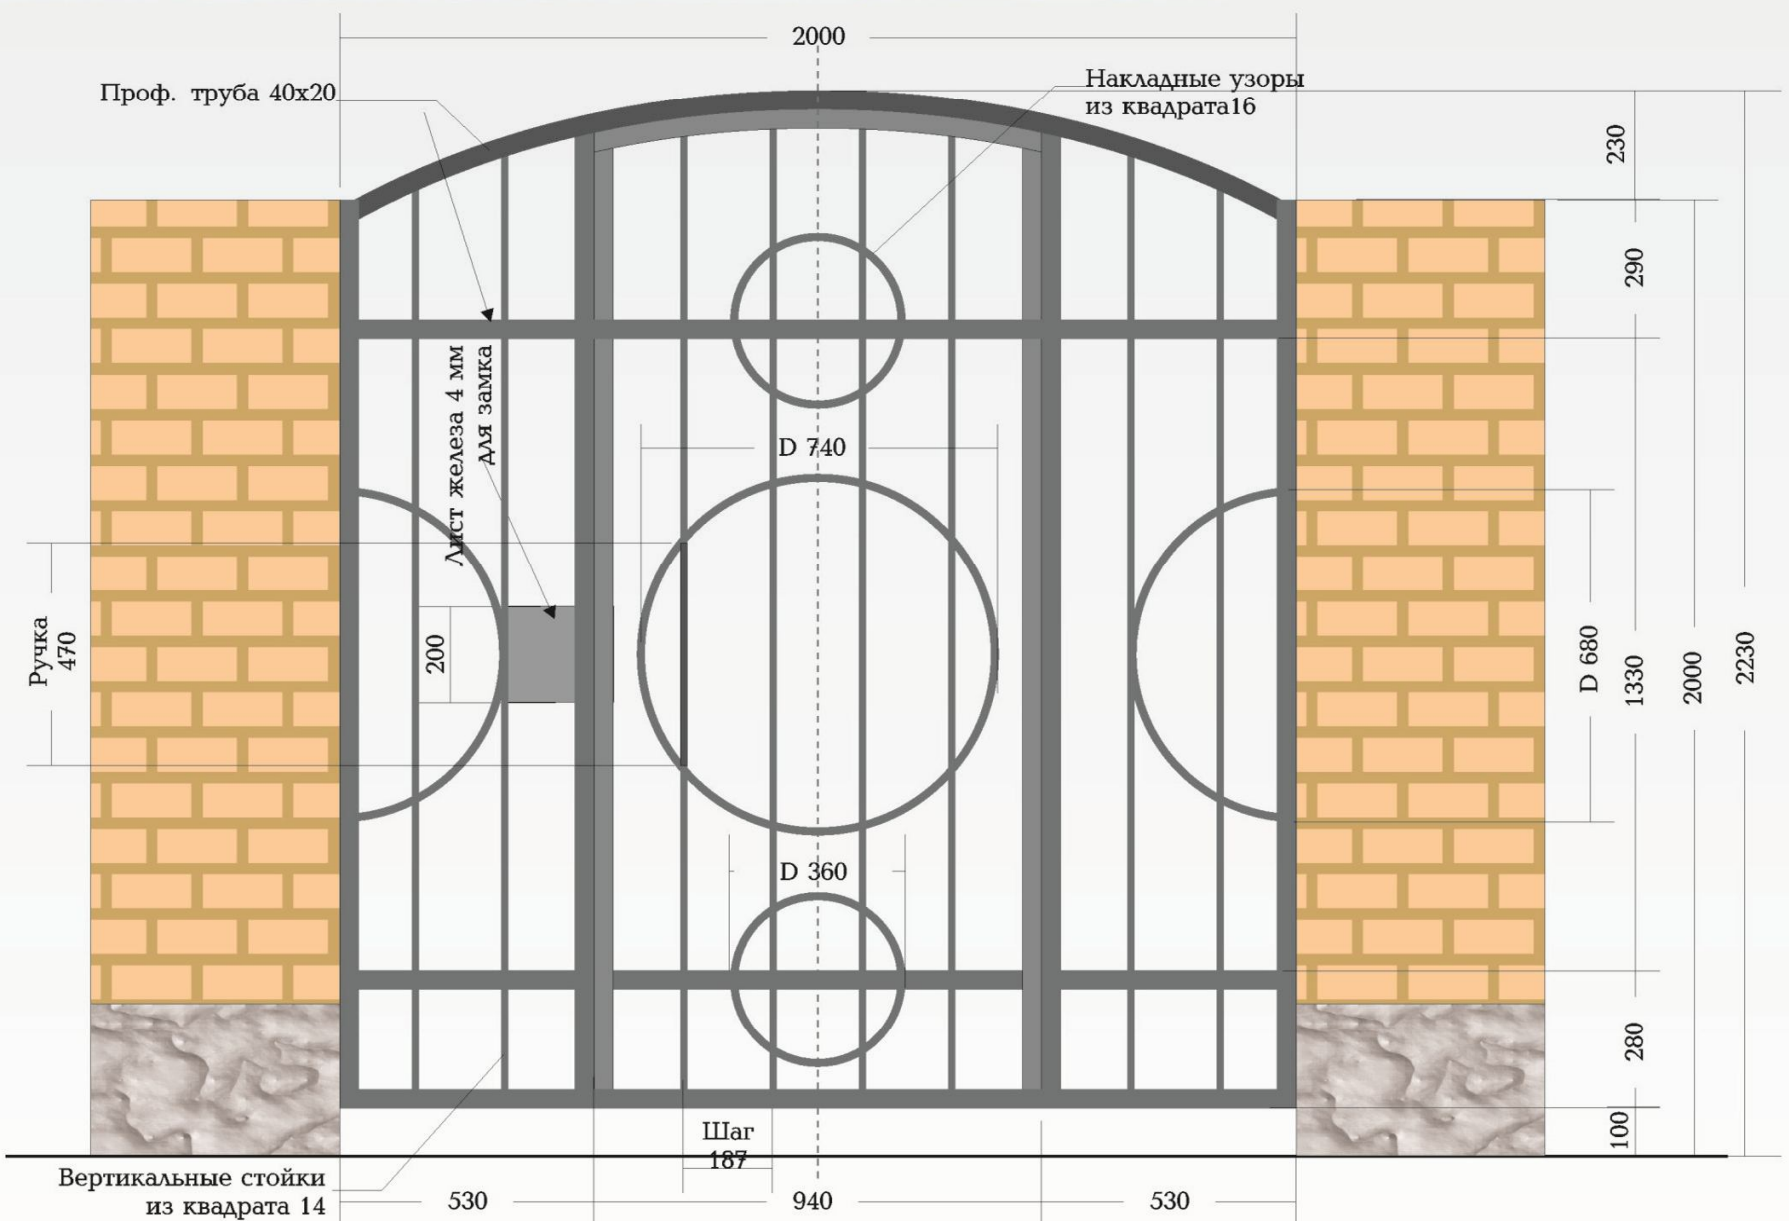 2000
Проф. труба 40х20
Накладные узоры
из квадрата16
230
290
Лист железа 4 мм
для замка
D 740
Ручка
470
200
D 680
1330
2000
2230
D 360
280
100
Шаг
187
Вертикальные стойки
из квадрата 14
530
940
530